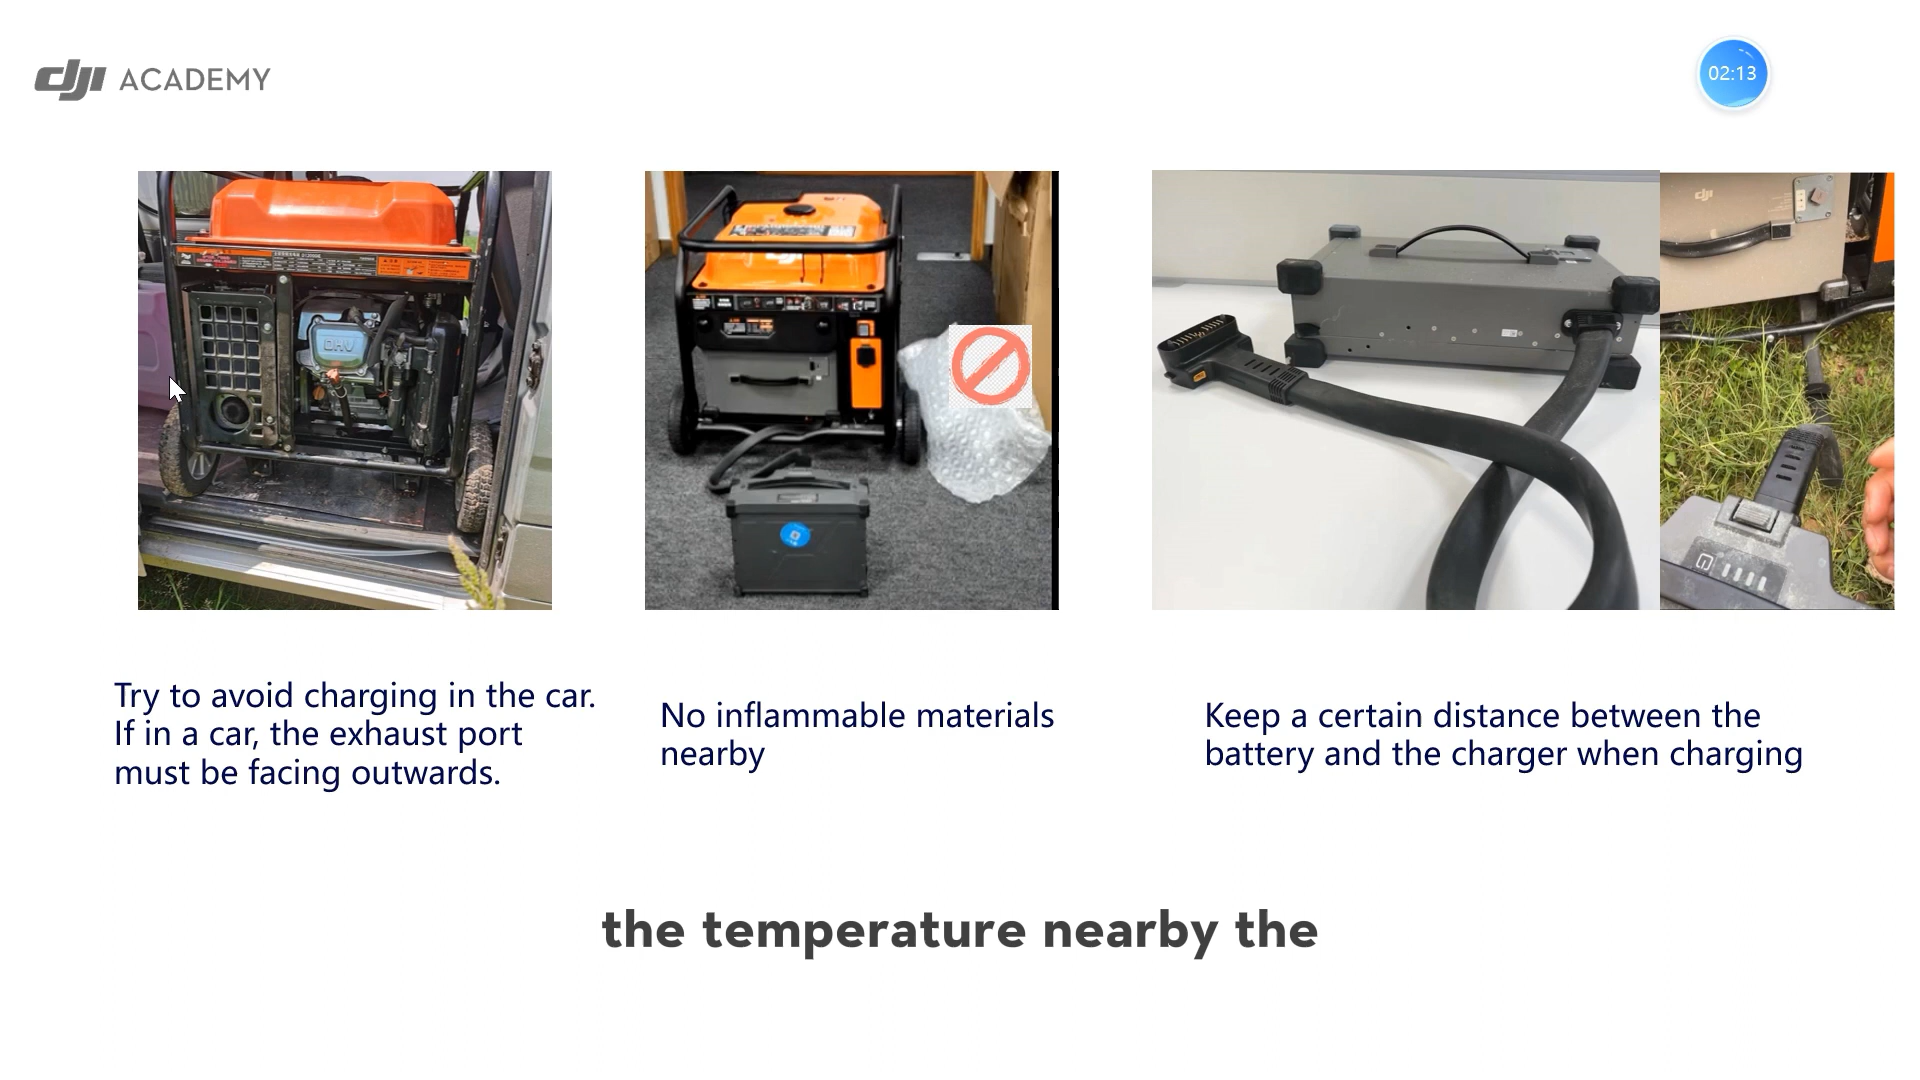 dji ACADEMY
02:13
OHV
Try to avoid charging in the car.
If in a car, the exhaust port
must be facing outwards.
No inflammable materials
nearby
Keep a certain distance between the
battery and the charger when charging
the temperature nearby the